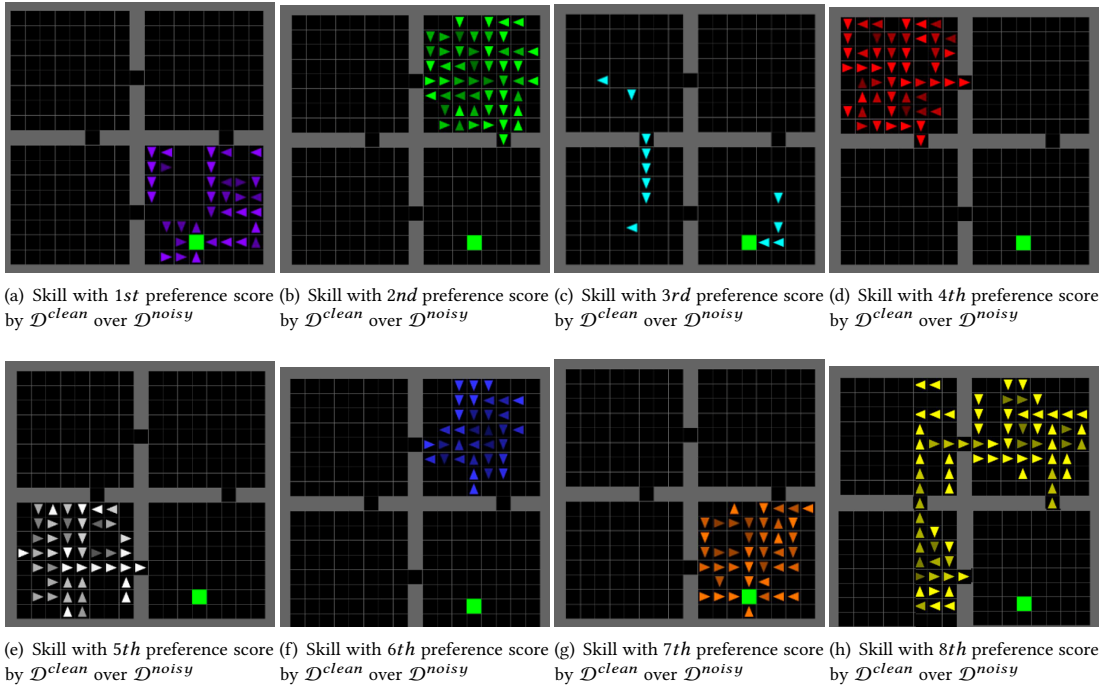 (a) Skill with 1st preference score
by D^clean over D^noisy
(b) Skill with 2nd preference score
by D^clean over D^noisy
(c) Skill with 3rd preference score
by D^clean over D^noisy
(d) Skill with 4th preference score
by D^clean over D^noisy
(e) Skill with 5th preference score
by D^clean over D^noisy
(f) Skill with 6th preference score
by D^clean over D^noisy
(g) Skill with 7th preference score
by D^clean over D^noisy
(h) Skill with 8th preference score
by D^clean over D^noisy